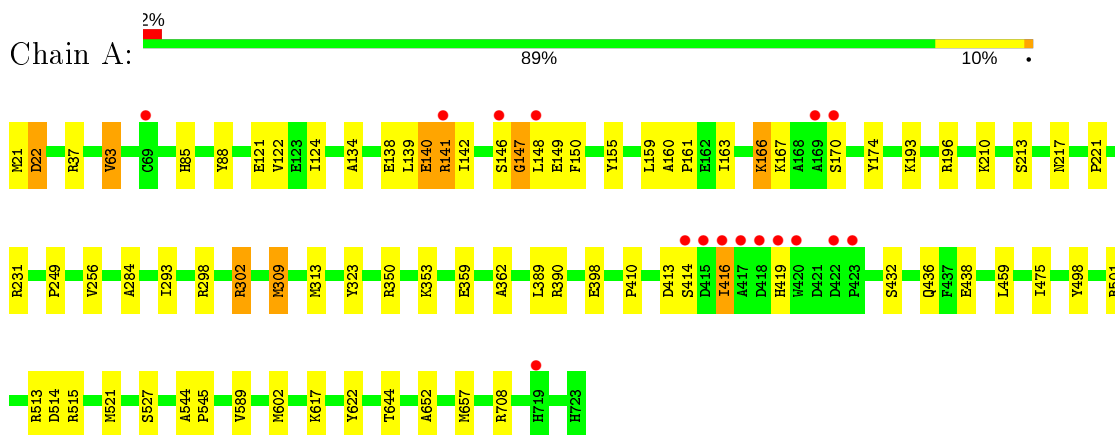 2%
Chain A:
89%
10%
•
M21 D22 R37 V63 C69 H85 Y88 E121 V122 E123 I124 A134 E138 L139 E140 R141 I142 S146 G147 L148 E149 F150 Y155 L159 A160 P161 E162 I163 K166 K167 A168 A169 S170 Y174 K193 R196 K210 S213 N217 P221
R231 P249 V256 A284 I293 R298 R302 M309 M313 Y323 R350 K353 E359 A362 L389 R390 E398 P410 D413 S414 D415 I416 A417 D418 H419 W420 D421 D422 P423 S432 Q436 F437 E438 L459 I475 Y498
R513 D514 R515 M521 S527 A544 P545 V589 M602 K617 Y622 T644 A652 M657 R708 H719 H723